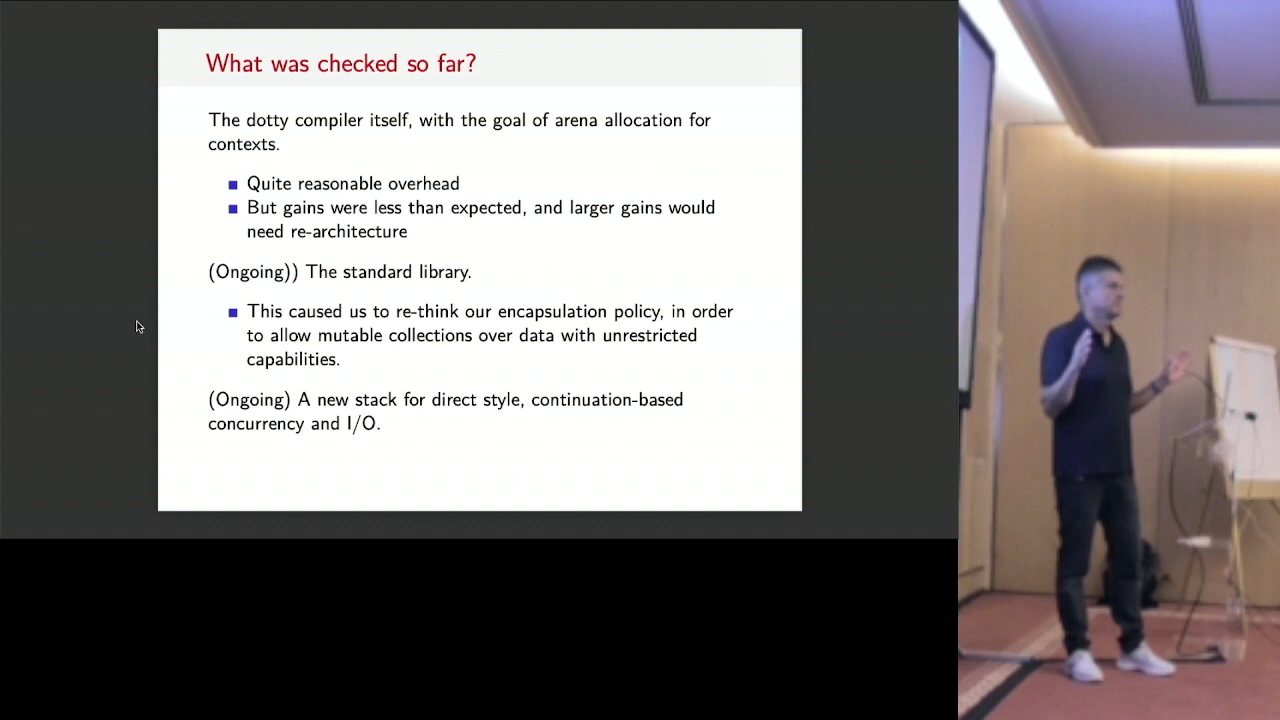 What was checked so far?
The dotty compiler itself, with the goal of arena allocation for
contexts.
Quite reasonable overhead
But gains were less than expected, and larger gains would
need re-architecture
(Ongoing)) The standard library.
This caused us to re-think our encapsulation policy, in order
to allow mutable collections over data with unrestricted
capabilities.
(Ongoing) A new stack for direct style, continuation-based
concurrency and I/O.